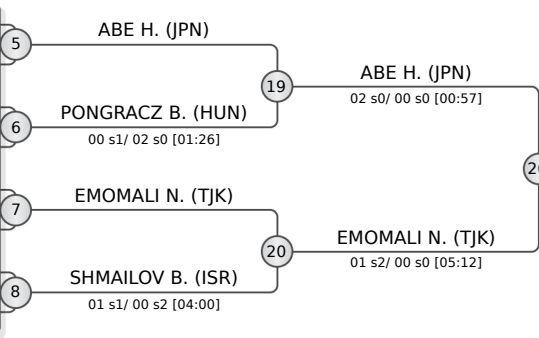 5
ABE H. (JPN)
19
ABE H. (JPN)
02 s0/ 00 s0 [00:57]
6
PONGRACZ B. (HUN)
00 s1/ 02 s0 [01:26]
7
EMOMALI N. (TJK)
20
EMOMALI N. (TJK)
01 s2/ 00 s0 [05:12]
8
SHMAILOV B. (ISR)
01 s1/ 00 s2 [04:00]